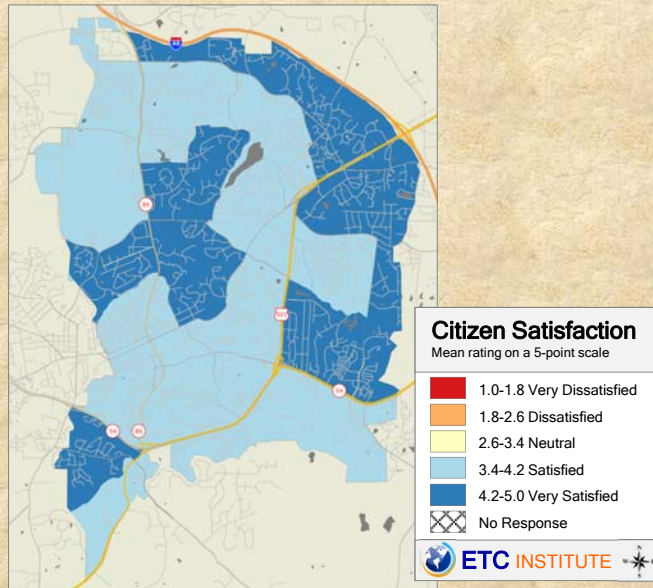 40
86
501
54
54
86
Citizen Satisfaction
Mean rating on a 5-point scale
1.0-1.8 Very Dissatisfied
1.8-2.6 Dissatisfied
2.6-3.4 Neutral
3.4-4.2 Satisfied
4.2-5.0 Very Satisfied
No Response
ETC INSTITUTE
N
W
E
S